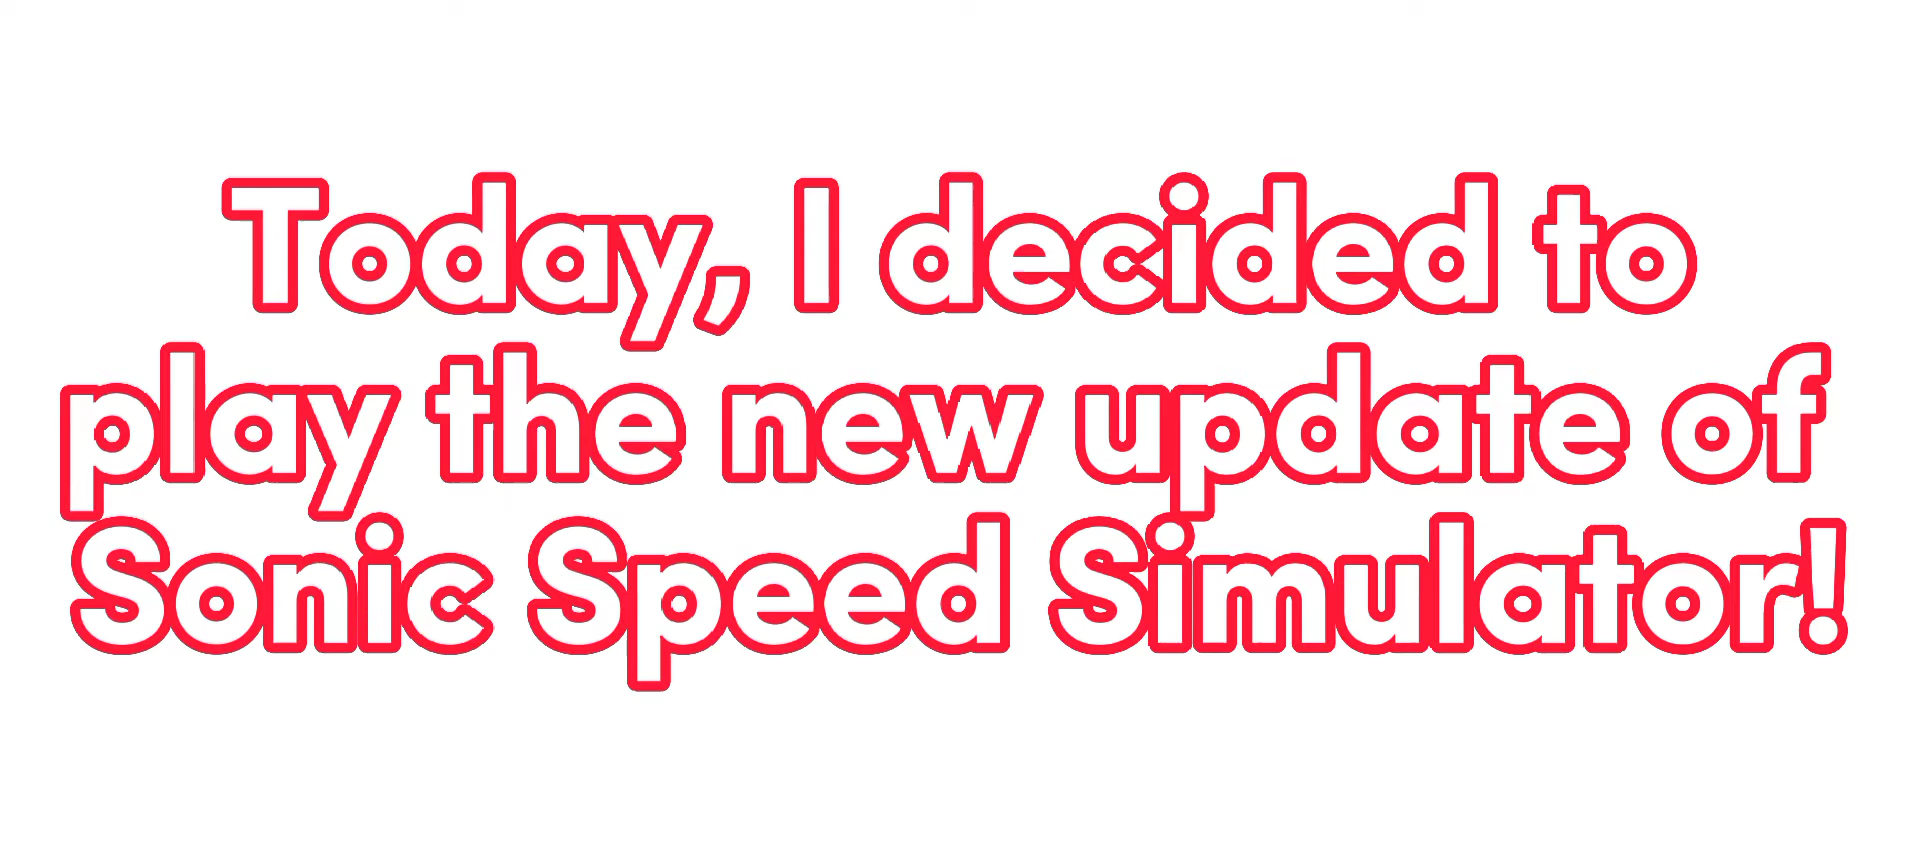 Today, I decided to
play the new update of
Sonic Speed Simulator!